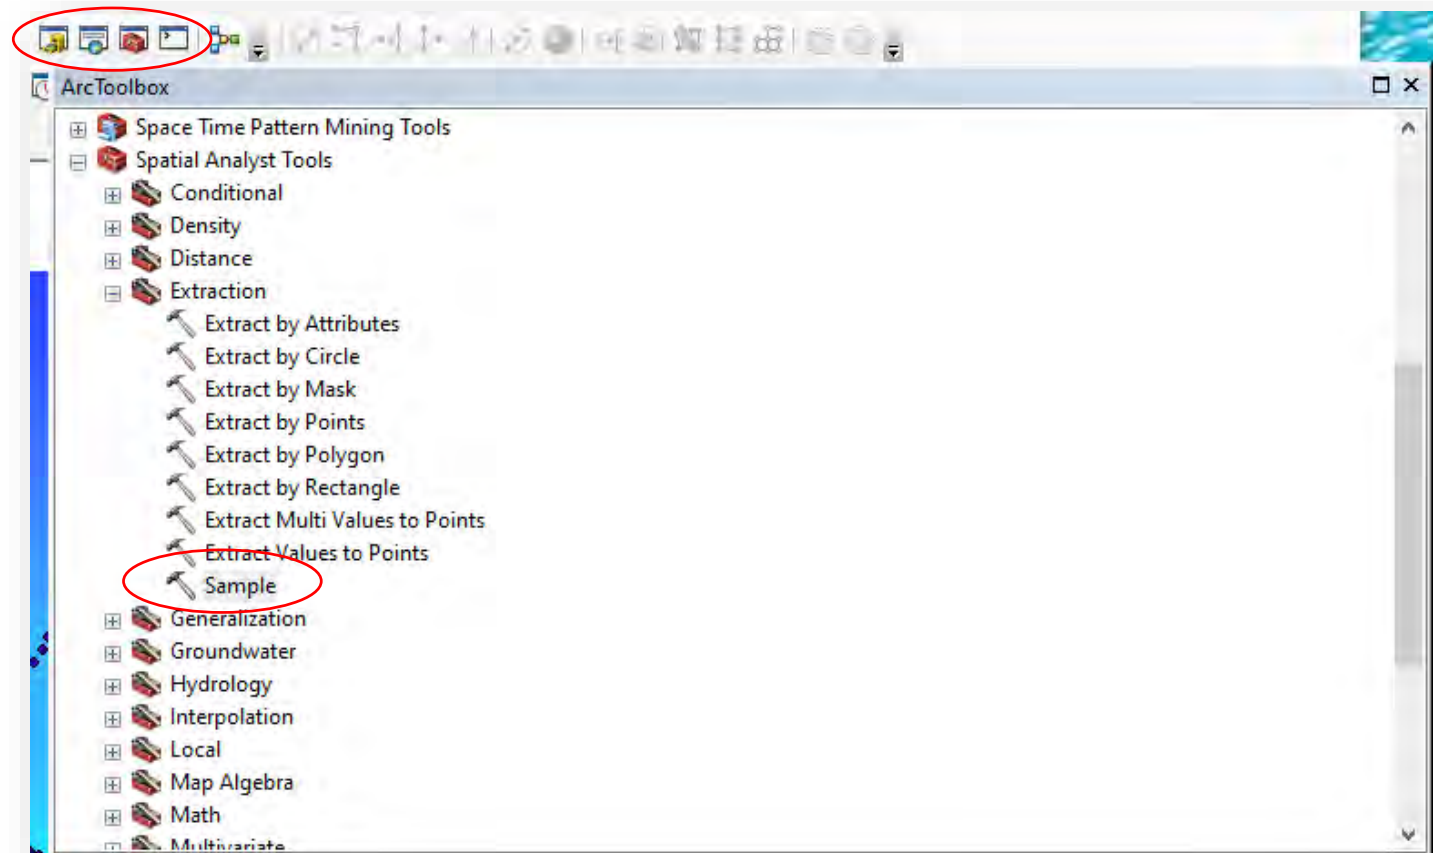 ArcToolbox
Space Time Pattern Mining Tools
Spatial Analyst Tools
Conditional
Density
Distance
Extraction
Extract by Attributes
Extract by Circle
Extract by Mask
Extract by Points
Extract by Polygon
Extract by Rectangle
Extract Multi Values to Points
Extract Values to Points
Sample
Generalization
Groundwater
Hydrology
Interpolation
Local
Map Algebra
Math
Multivariate